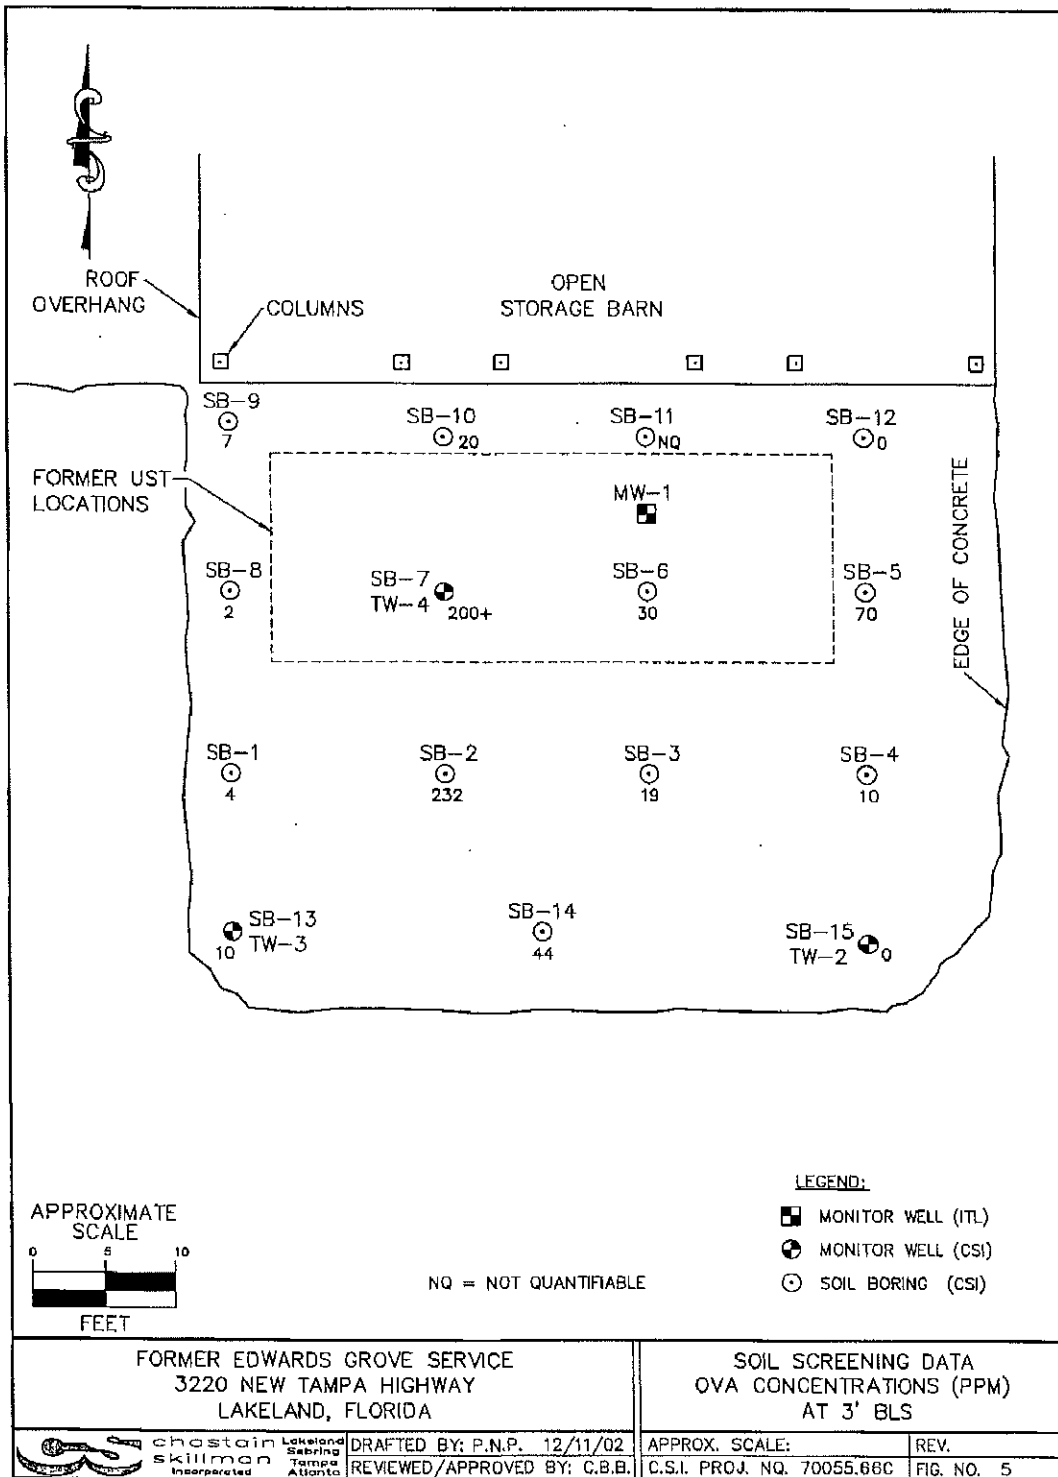 ROOF
OVERHANG
COLUMNS
OPEN
STORAGE BARN
SB-9
7
SB-10
20
SB-11
NQ
SB-12
0
FORMER UST
LOCATIONS
MW-1
EDGE OF CONCRETE
SB-8
2
SB-7
TW-4
200+
SB-6
30
SB-5
70
SB-1
4
SB-2
232
SB-3
19
SB-4
10
SB-13
TW-3
10
SB-14
44
SB-15
TW-2
0
LEGEND:
MONITOR WELL (ITL)
MONITOR WELL (CSI)
SOIL BORING (CSI)
APPROXIMATE
SCALE
0 5 10
FEET
NQ = NOT QUANTIFIABLE
FORMER EDWARDS GROVE SERVICE
3220 NEW TAMPA HIGHWAY
LAKELAND, FLORIDA
SOIL SCREENING DATA
OVA CONCENTRATIONS (PPM)
AT 3' BLS
chastain
skillman
Incorporated
Lakeland
Sebring
Tampa
Atlanta
DRAFTED BY: P.N.P. 12/11/02
REVIEWED/APPROVED BY: C.B.B.
APPROX. SCALE:
REV.
C.S.I. PROJ. NO. 70055.66C
FIG. NO. 5